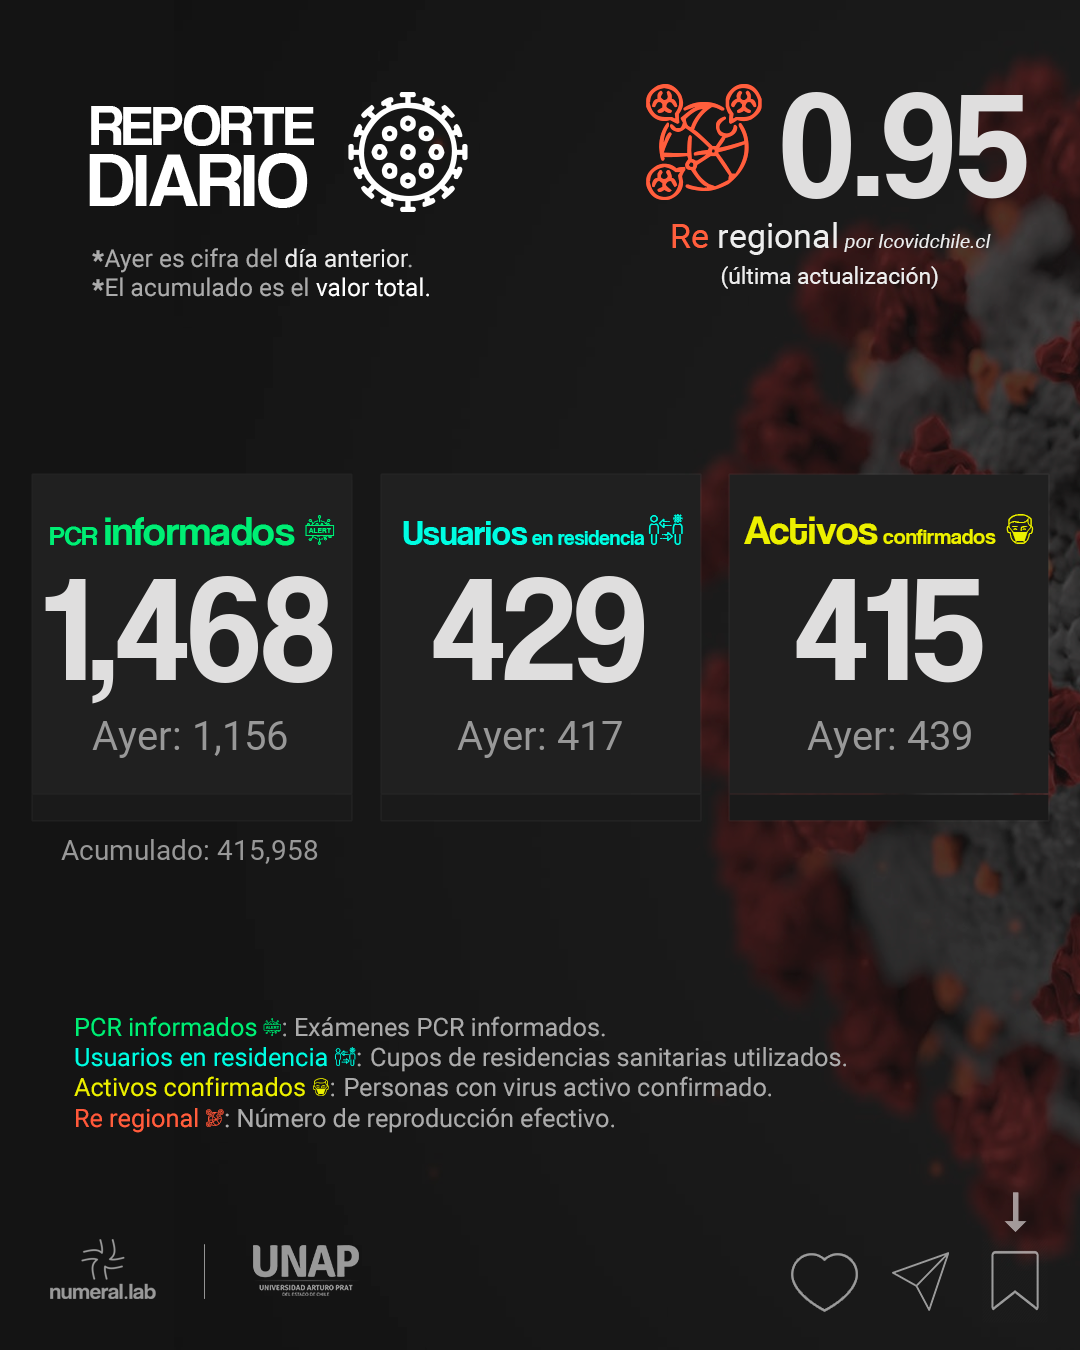 REPORTE
DIARIO
*Ayer es cifra del día anterior.
*El acumulado es el valor total.
0.95
Re regional por Icovidchile.cl
(última actualización)
PCR informados
ALERT
1,468
Ayer: 1,156
Acumulado: 415,958
Usuarios en residencia
429
Ayer: 417
Activos confirmados
415
Ayer: 439
PCR informados ALERT: Exámenes PCR informados.
Usuarios en residencia : Cupos de residencias sanitarias utilizados.
Activos confirmados : Personas con virus activo confirmado.
Re regional : Número de reproducción efectivo.
numeral.lab
UNAP
UNIVERSIDAD ARTURO PRAT
DEL ESTADO DE CHILE